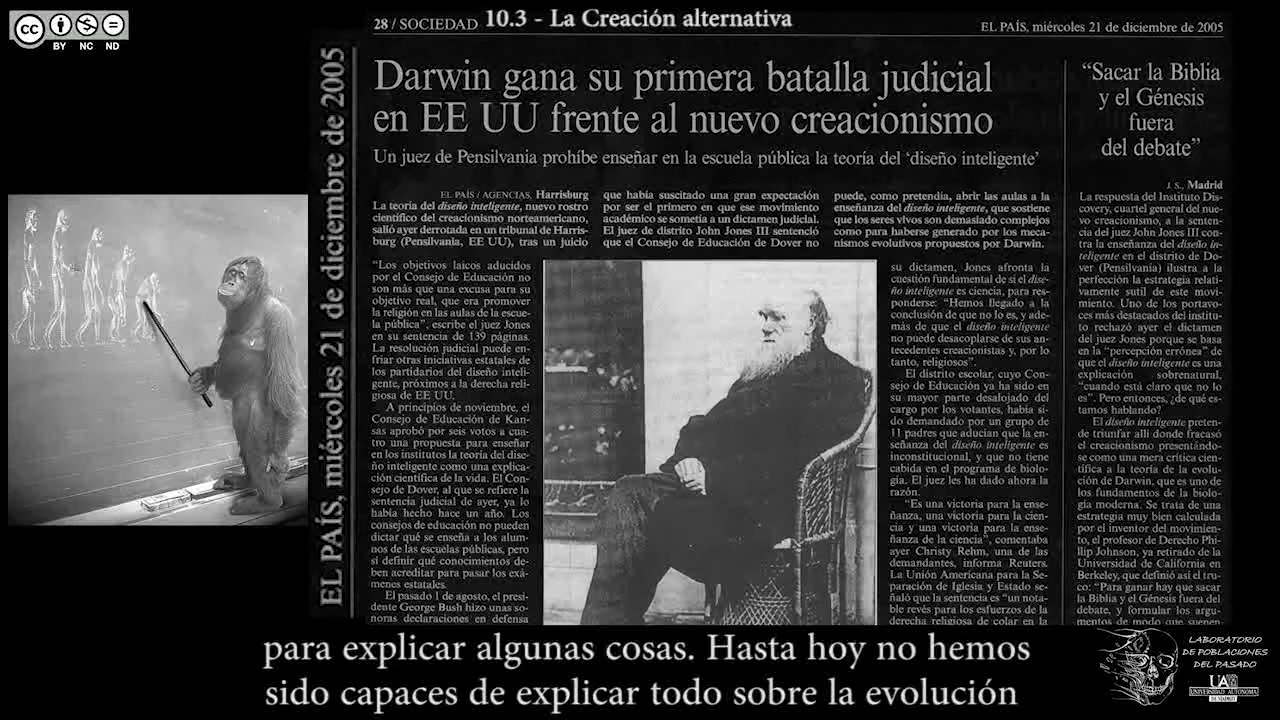 CC BY NC ND
28 / SOCIEDAD
10.3 - La Creación alternativa
EL PAÍS, miércoles 21 de diciembre de 2005
EL PAÍS, miércoles 21 de diciembre de 2005
Darwin gana su primera batalla judicial
en EE UU frente al nuevo creacionismo
Un juez de Pensilvania prohíbe enseñar en la escuela pública la teoría del ‘diseño inteligente’
EL PAÍS / AGENCIAS, Harrisburg
La teoría del diseño inteligente, nuevo rostro
científico del creacionismo norteamericano,
salió ayer derrotada en un tribunal de Harris-
burg (Pensilvania, EE UU), tras un juicio
que había suscitado una gran expectación
por ser el primero en que ese movimiento
académico se sometía a un dictamen judicial.
El juez de distrito John Jones III sentenció
que el Consejo de Educación de Dover no
puede, como pretendía, abrir las aulas a la
enseñanza del diseño inteligente, que sostiene
que los seres vivos son demasiado complejos
como para haberse generado por los meca-
nismos evolutivos propuestos por Darwin.
“Los objetivos laicos aducidos
por el Consejo de Educación no
son más que una excusa para su
objetivo real, que era promover
la religión en las aulas de la escue-
la pública”, escribe el juez Jones
en su sentencia de 139 páginas.
La resolución judicial puede en-
friar otras iniciativas estatales de
los partidarios del diseño inteli-
gente, próximos a la derecha reli-
giosa de EE UU.
A principios de noviembre, el
Consejo de Educación de Kan-
sas aprobó por seis votos a cua-
tro una propuesta para enseñar
en los institutos la teoría del dise-
ño inteligente como una explica-
ción científica de la vida. El Con-
sejo de Dover, al que se refiere la
sentencia judicial de ayer, ya lo
había hecho hace un año. Los
consejos de educación no pueden
dictar qué se enseña a los alum-
nos de las escuelas públicas, pero
sí definir qué conocimientos de-
ben acreditar para pasar los exá-
menes estatales.
El pasado 1 de agosto, el presi-
dente George Bush hizo unas so-
noras declaraciones en defensa
su dictamen, Jones afronta la
cuestión fundamental de si el dise-
ño inteligente es ciencia, para res-
ponderse: “Hemos llegado a la
conclusión de que no lo es, y ade-
más de que el diseño inteligente
no puede desacoplarse de sus an-
tecedentes creacionistas y, por lo
tanto, religiosos”.
El distrito escolar, cuyo Con-
sejo de Educación ya ha sido en
su mayor parte desalojado del
cargo por los votantes, había si-
do demandado por un grupo de
11 padres que aducían que la en-
señanza del diseño inteligente es
inconstitucional, y que no tiene
cabida en el programa de biolo-
gía. El juez les ha dado ahora la
razón.
“Es una victoria para la ense-
ñanza, una victoria para la cien-
cia y una victoria para la ense-
ñanza de la ciencia”, comentaba
ayer Christy Rehm, una de las
demandantes, informa Reuters.
La Unión Americana para la Se-
paración de Iglesia y Estado se-
ñaló que la sentencia es “un nota-
ble revés para los esfuerzos de la
derecha religiosa de colar en la
“Sacar la Biblia
y el Génesis
fuera
del debate”
J. S., Madrid
La respuesta del Instituto Dis-
covery, cuartel general del nue-
vo creacionismo, a la senten-
cia del juez John Jones III con-
tra la enseñanza del diseño in-
teligente en el distrito de Do-
ver (Pensilvania) ilustra a la
perfección la estrategia relati-
vamente sutil de este movi-
miento. Uno de los portavo-
ces más destacados del institu-
to rechazó ayer el dictamen
del juez Jones porque se basa
en la “percepción errónea” de
que el diseño inteligente es una
explicación sobrenatural,
“cuando está claro que no lo
es”. Pero entonces, ¿de qué es-
tamos hablando?
El diseño inteligente preten-
de triunfar allí donde fracasó
el creacionismo presentándo-
se como una mera crítica cien-
tífica a la teoría de la evolu-
ción de Darwin, que es uno de
los fundamentos de la biolo-
gía moderna. Se trata de una
estrategia muy bien calculada
por el inventor del movimien-
to, el profesor de Derecho Phi-
llip Johnson, ya retirado de la
Universidad de California en
Berkeley, que definió así el tru-
co: “Para ganar hay que sacar
la Biblia y el Génesis fuera del
debate, y formular los argu-
mentos de modo que suenen
para explicar algunas cosas. Hasta hoy no hemos
sido capaces de explicar todo sobre la evolución
LABORATORIO
DE POBLACIONES
DEL PASADO
UA
UNIVERSIDAD AUTONOMA
DE MADRID